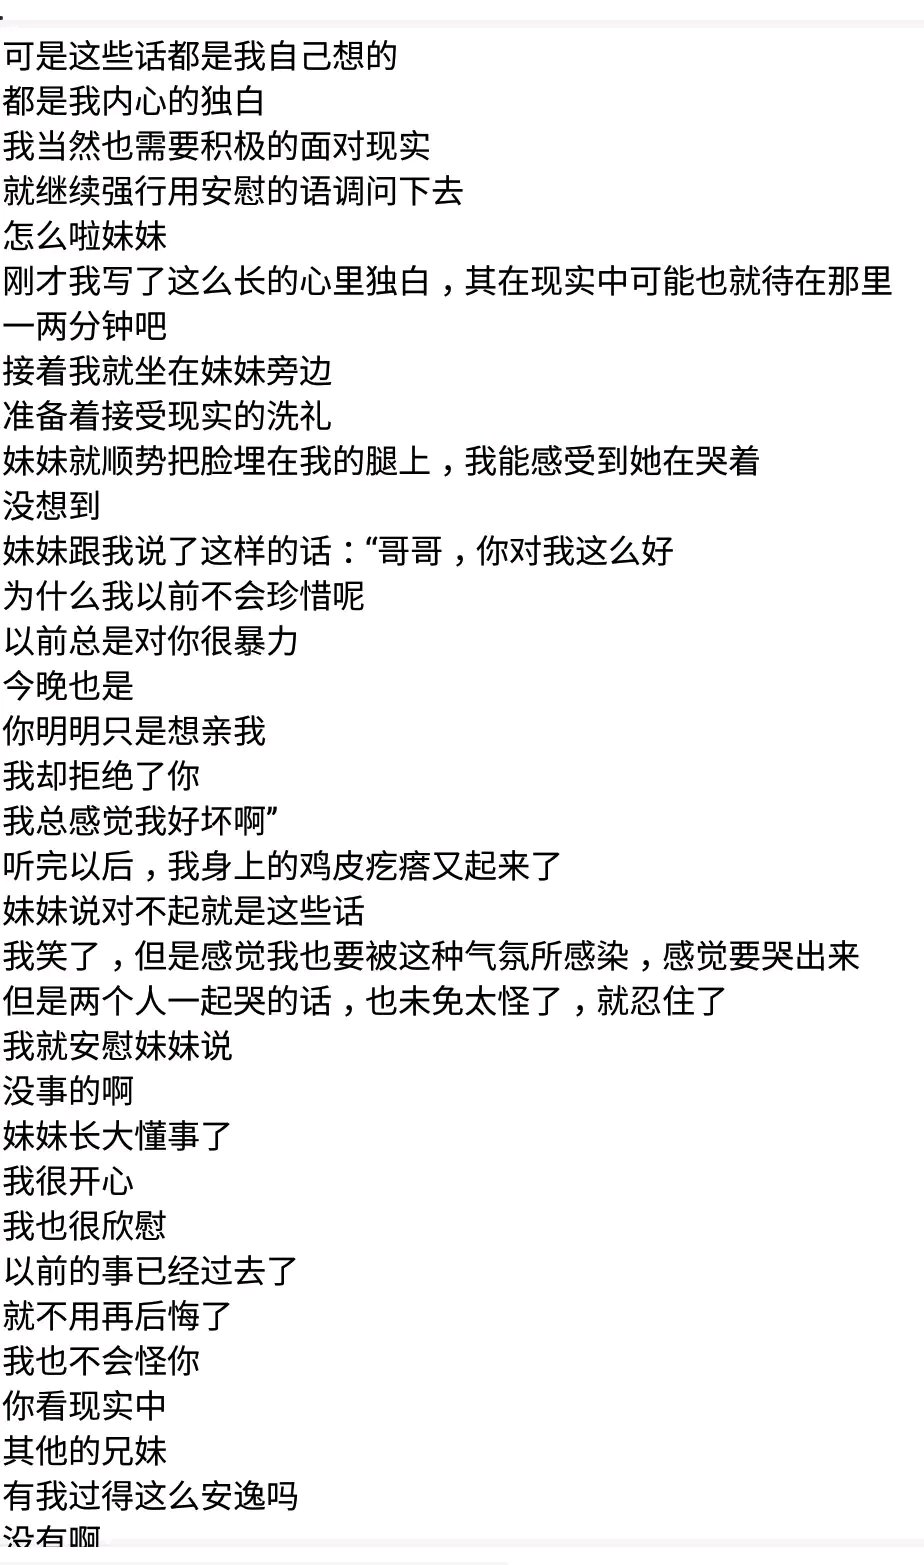 可是这些话都是我自己想的
都是我内心的独白
我当然也需要积极的面对现实
就继续强行用安慰的语调问下去
怎么啦妹妹
刚才我写了这么长的心里独白，其在现实中可能也就待在那里
一两分钟吧
接着我就坐在妹妹旁边
准备着接受现实的洗礼
妹妹就顺势把脸埋在我的腿上，我能感受到她在哭着
没想到
妹妹跟我说了这样的话：“哥哥，你对我这么好
为什么我以前不会珍惜呢
以前总是对你很暴力
今晚也是
你明明只是想亲我
我却拒绝了你
我总感觉我好坏啊”
听完以后，我身上的鸡皮疙瘩又起来了
妹妹说对不起就是这些话
我笑了，但是感觉我也要被这种气氛所感染，感觉要哭出来
但是两个人一起哭的话，也未免太怪了，就忍住了
我就安慰妹妹说
没事的啊
妹妹长大懂事了
我很开心
我也很欣慰
以前的事已经过去了
就不用再后悔了
我也不会怪你
你看现实中
其他的兄妹
有我过得这么安逸吗
没有啊